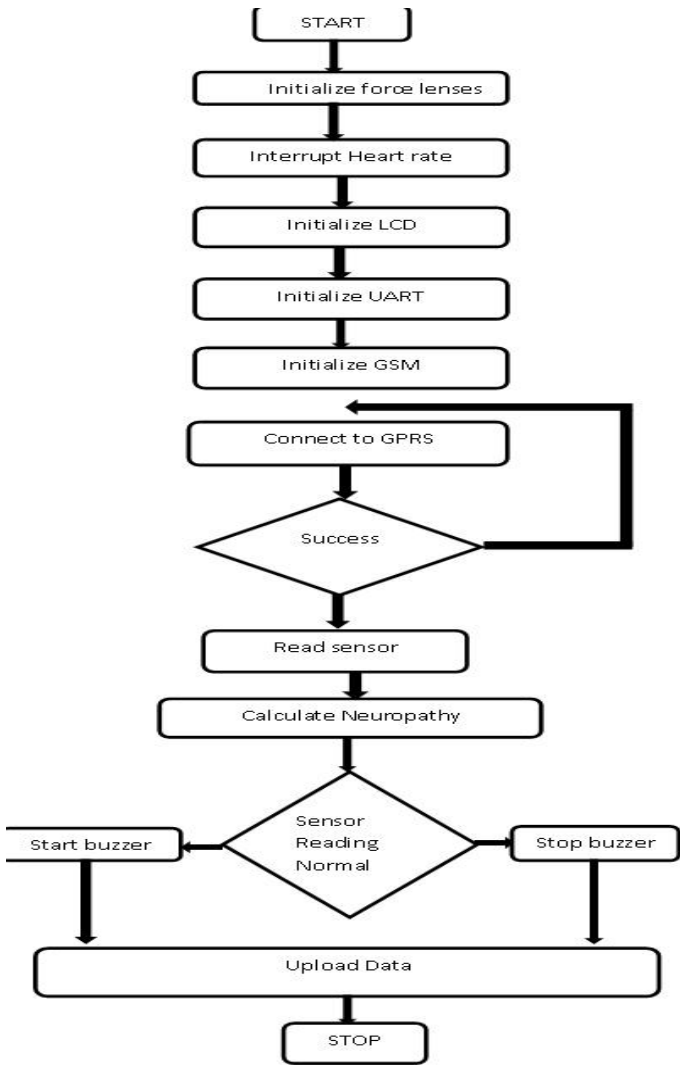 START
Initialize force lenses
Interrupt Heart rate
Initialize LCD
Initialize UART
Initialize GSM
Connect to GPRS
Success
Read sensor
Calculate Neuropathy
Sensor
Reading
Normal
Start buzzer
Stop buzzer
Upload Data
STOP